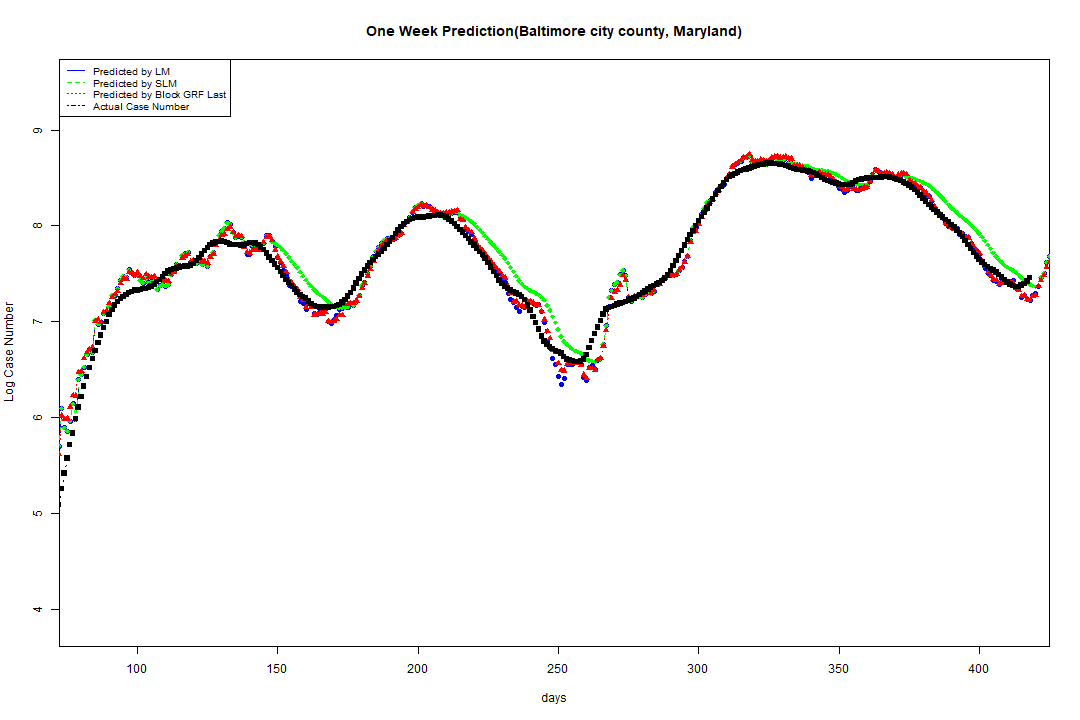 One Week Prediction(Baltimore city county, Maryland)
Predicted by LM
Predicted by SLM
Predicted by Block GRF Last
Actual Case Number
9
8
7
6
5
4
Log Case Number
100 150 200 250 300 350 400
days